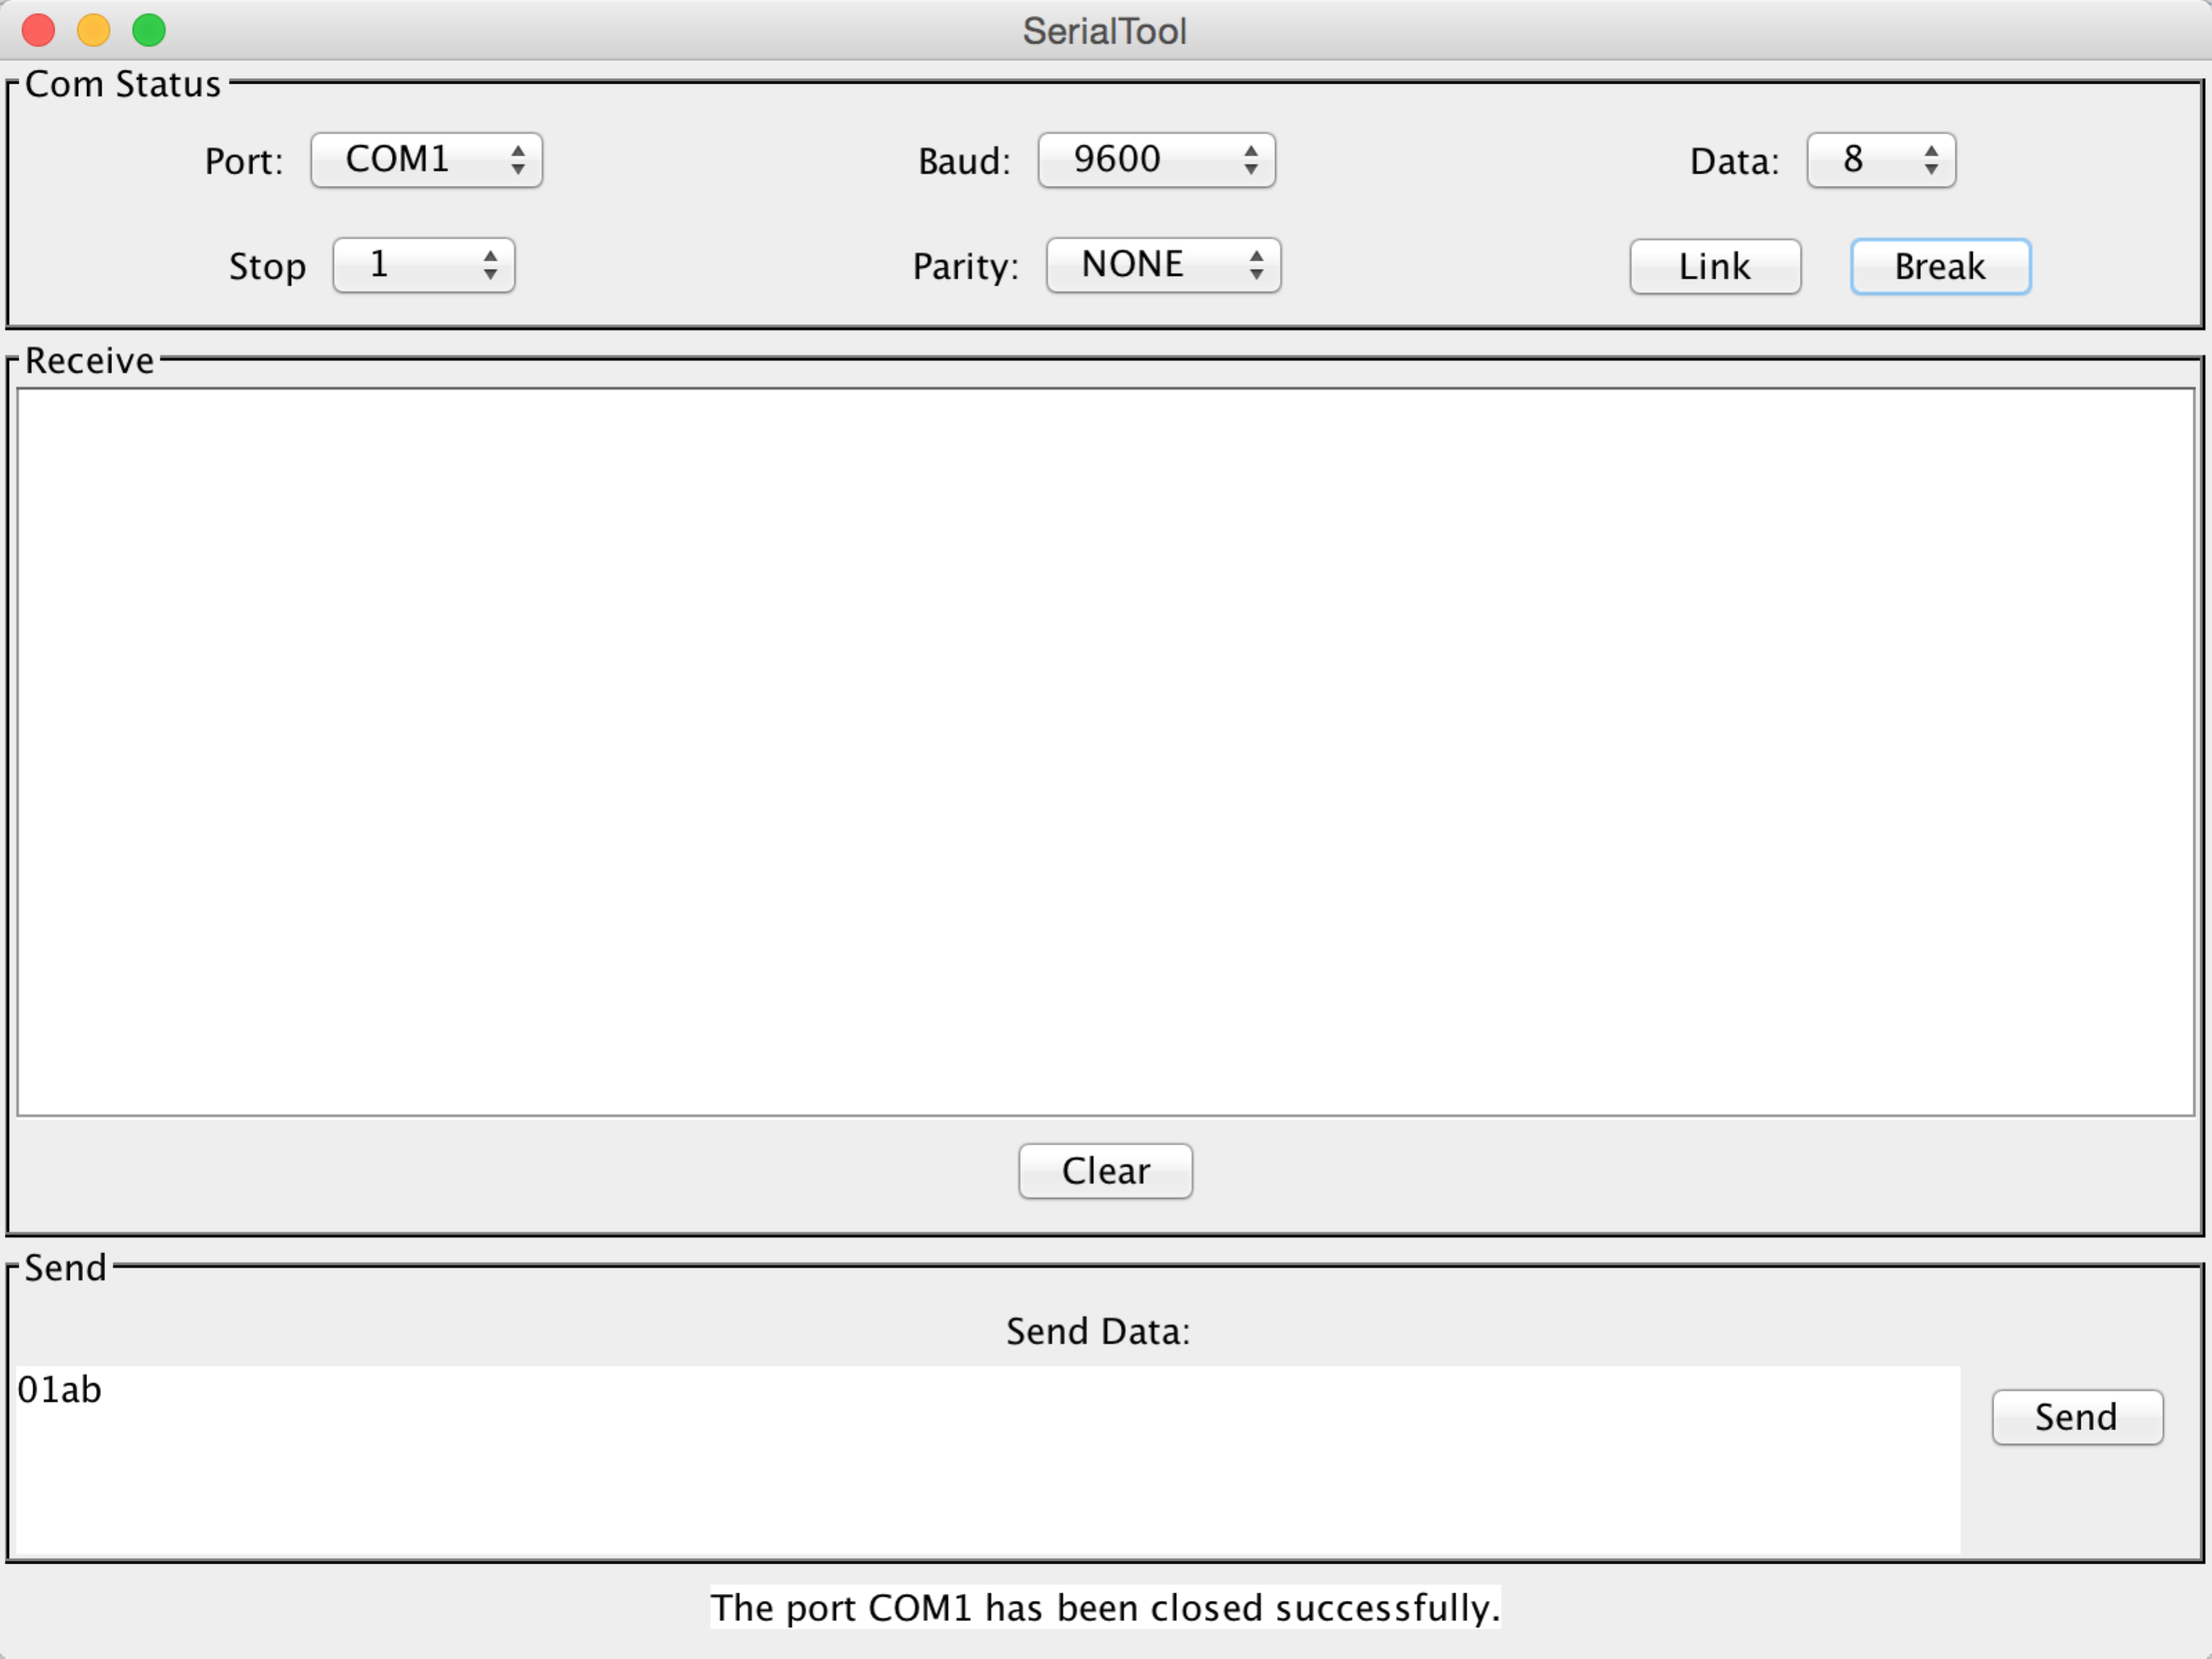 SerialTool
Com Status
Port: COM1 Baud: 9600 Data: 8
Stop 1 Parity: NONE Link Break
Receive
Clear
Send
Send Data:
01ab
Send
The port COM1 has been closed successfully.